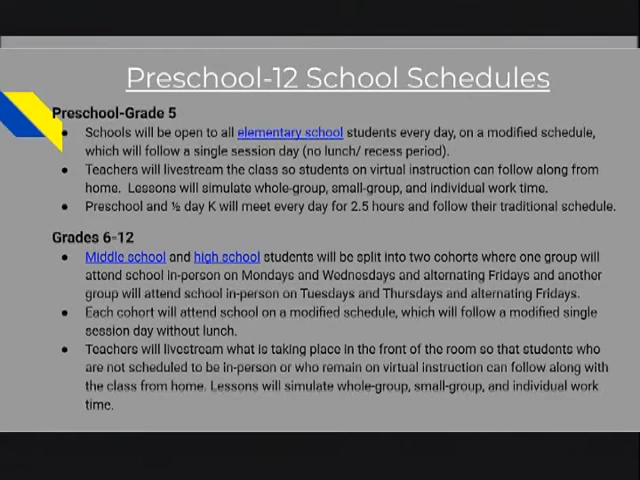 Preschool-12 School Schedules
Preschool-Grade 5
● Schools will be open to all elementary school students every day, on a modified schedule,
which will follow a single session day (no lunch/ recess period).
● Teachers will livestream the class so students on virtual instruction can follow along from
home. Lessons will simulate whole-group, small-group, and individual work time.
● Preschool and ½ day K will meet every day for 2.5 hours and follow their traditional schedule.
Grades 6-12
● Middle school and high school students will be split into two cohorts where one group will
attend school in-person on Mondays and Wednesdays and alternating Fridays and another
group will attend school in-person on Tuesdays and Thursdays and alternating Fridays.
● Each cohort will attend school on a modified schedule, which will follow a modified single
session day without lunch.
● Teachers will livestream what is taking place in the front of the room so that students who
are not scheduled to be in-person or who remain on virtual instruction can follow along with
the class from home. Lessons will simulate whole-group, small-group, and individual work
time.